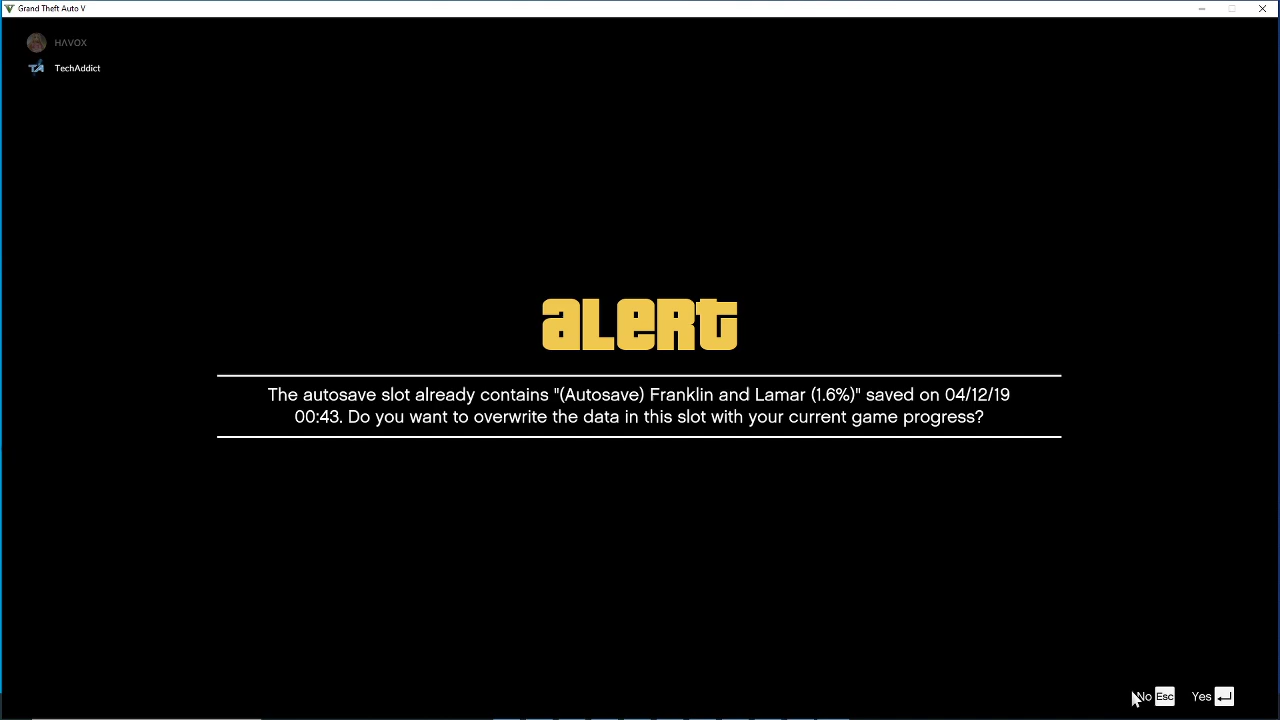 Grand Theft Auto V
HΛVOX
TechAddict
alert
The autosave slot already contains "(Autosave) Franklin and Lamar (1.6%)" saved on 04/12/19
00:43. Do you want to overwrite the data in this slot with your current game progress?
No Esc Yes